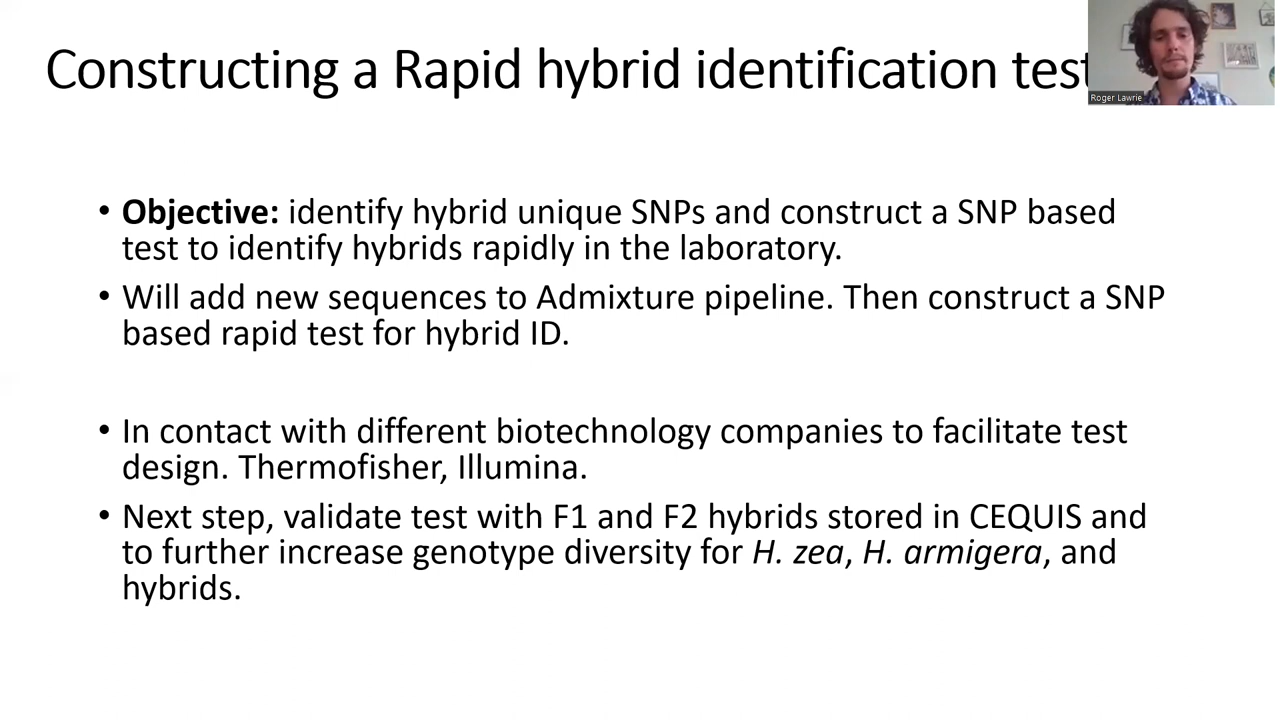 Constructing a Rapid hybrid identification test
Roger Lawrie
• Objective: identify hybrid unique SNPs and construct a SNP based
test to identify hybrids rapidly in the laboratory.
• Will add new sequences to Admixture pipeline. Then construct a SNP
based rapid test for hybrid ID.
• In contact with different biotechnology companies to facilitate test
design. Thermofisher, Illumina.
• Next step, validate test with F1 and F2 hybrids stored in CEQUIS and
to further increase genotype diversity for H. zea, H. armigera, and
hybrids.